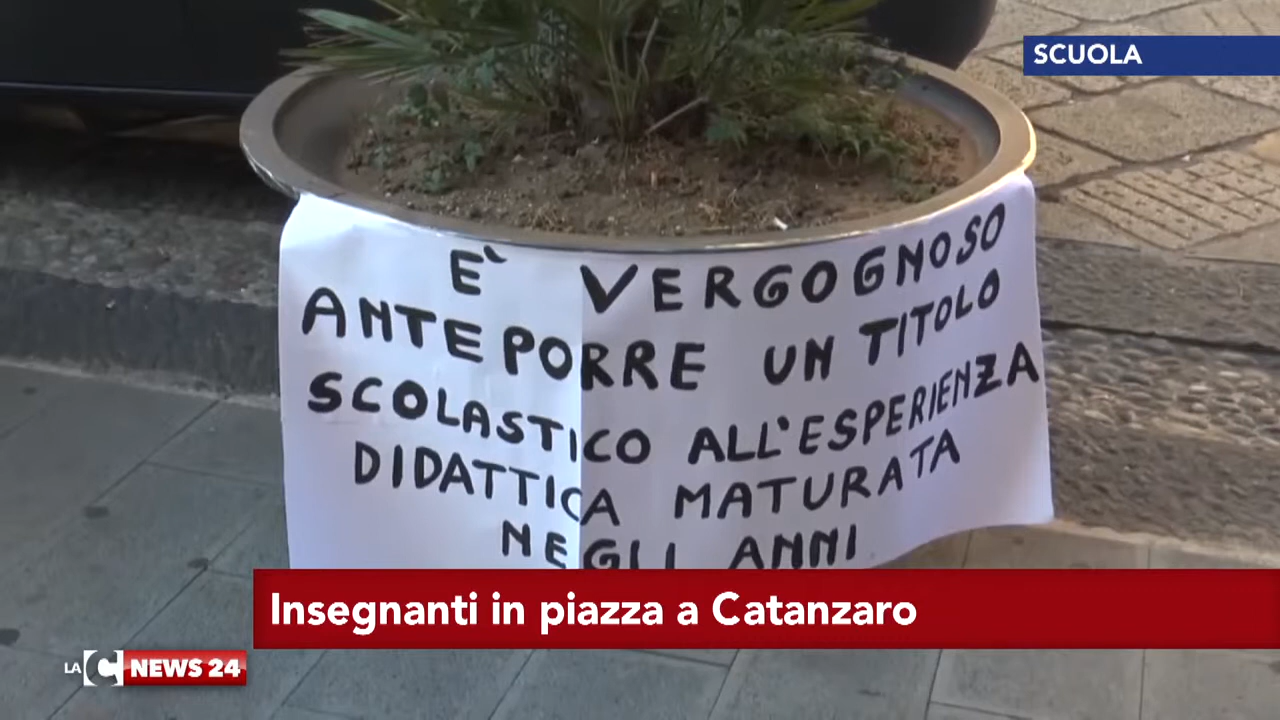 SCUOLA
E' VERGOGNOSO
ANTEPORRE UN TITOLO
SCOLASTICO ALL'ESPERIENZA
DIDATTICA MATURATA
NEGLI ANNI
Insegnanti in piazza a Catanzaro
LA C NEWS 24